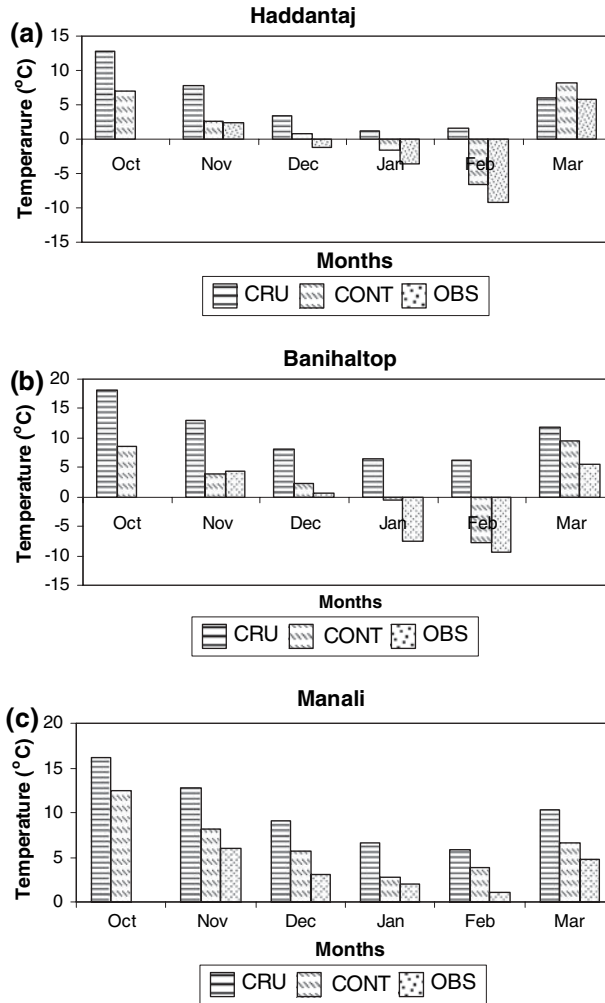 Haddantaj
(a)
15
10
5
0
-5
-10
-15
Temperarure (°C)
Oct Nov Dec Jan Feb Mar
Months
CRU CONT OBS
Banihaltop
(b)
20
15
10
5
0
-5
-10
-15
Temperature (°C)
Oct Nov Dec Jan Feb Mar
Months
CRU CONT OBS
Manali
(c)
20
15
10
5
0
Temperature (°C)
Oct Nov Dec Jan Feb Mar
Months
CRU CONT OBS